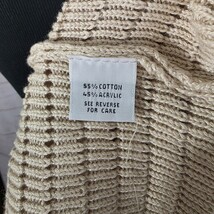 55% COTTON
45% ACRYLIC
SEE REVERSE
FOR CARE